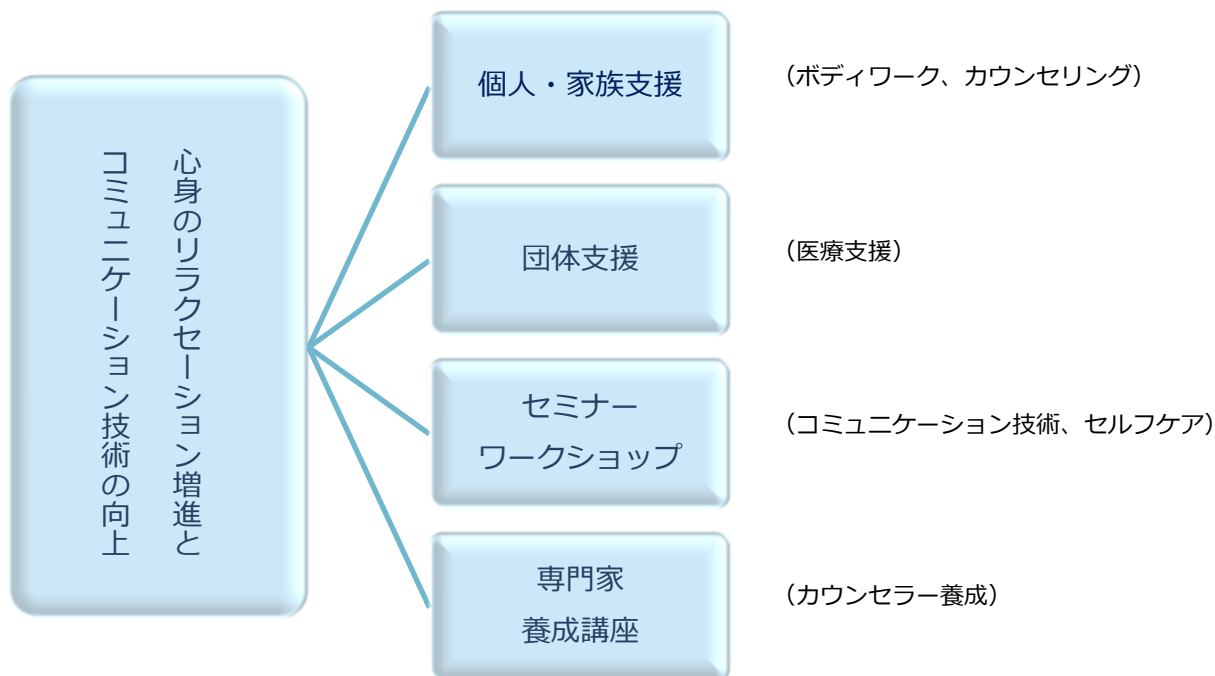 心身のリラクセーション増進と
コミュニケーション技術の向上
個人・家族支援
（ボディワーク、カウンセリング）
団体支援
（医療支援）
セミナー
ワークショップ
（コミュニケーション技術、セルフケア）
専門家
養成講座
（カウンセラー養成）